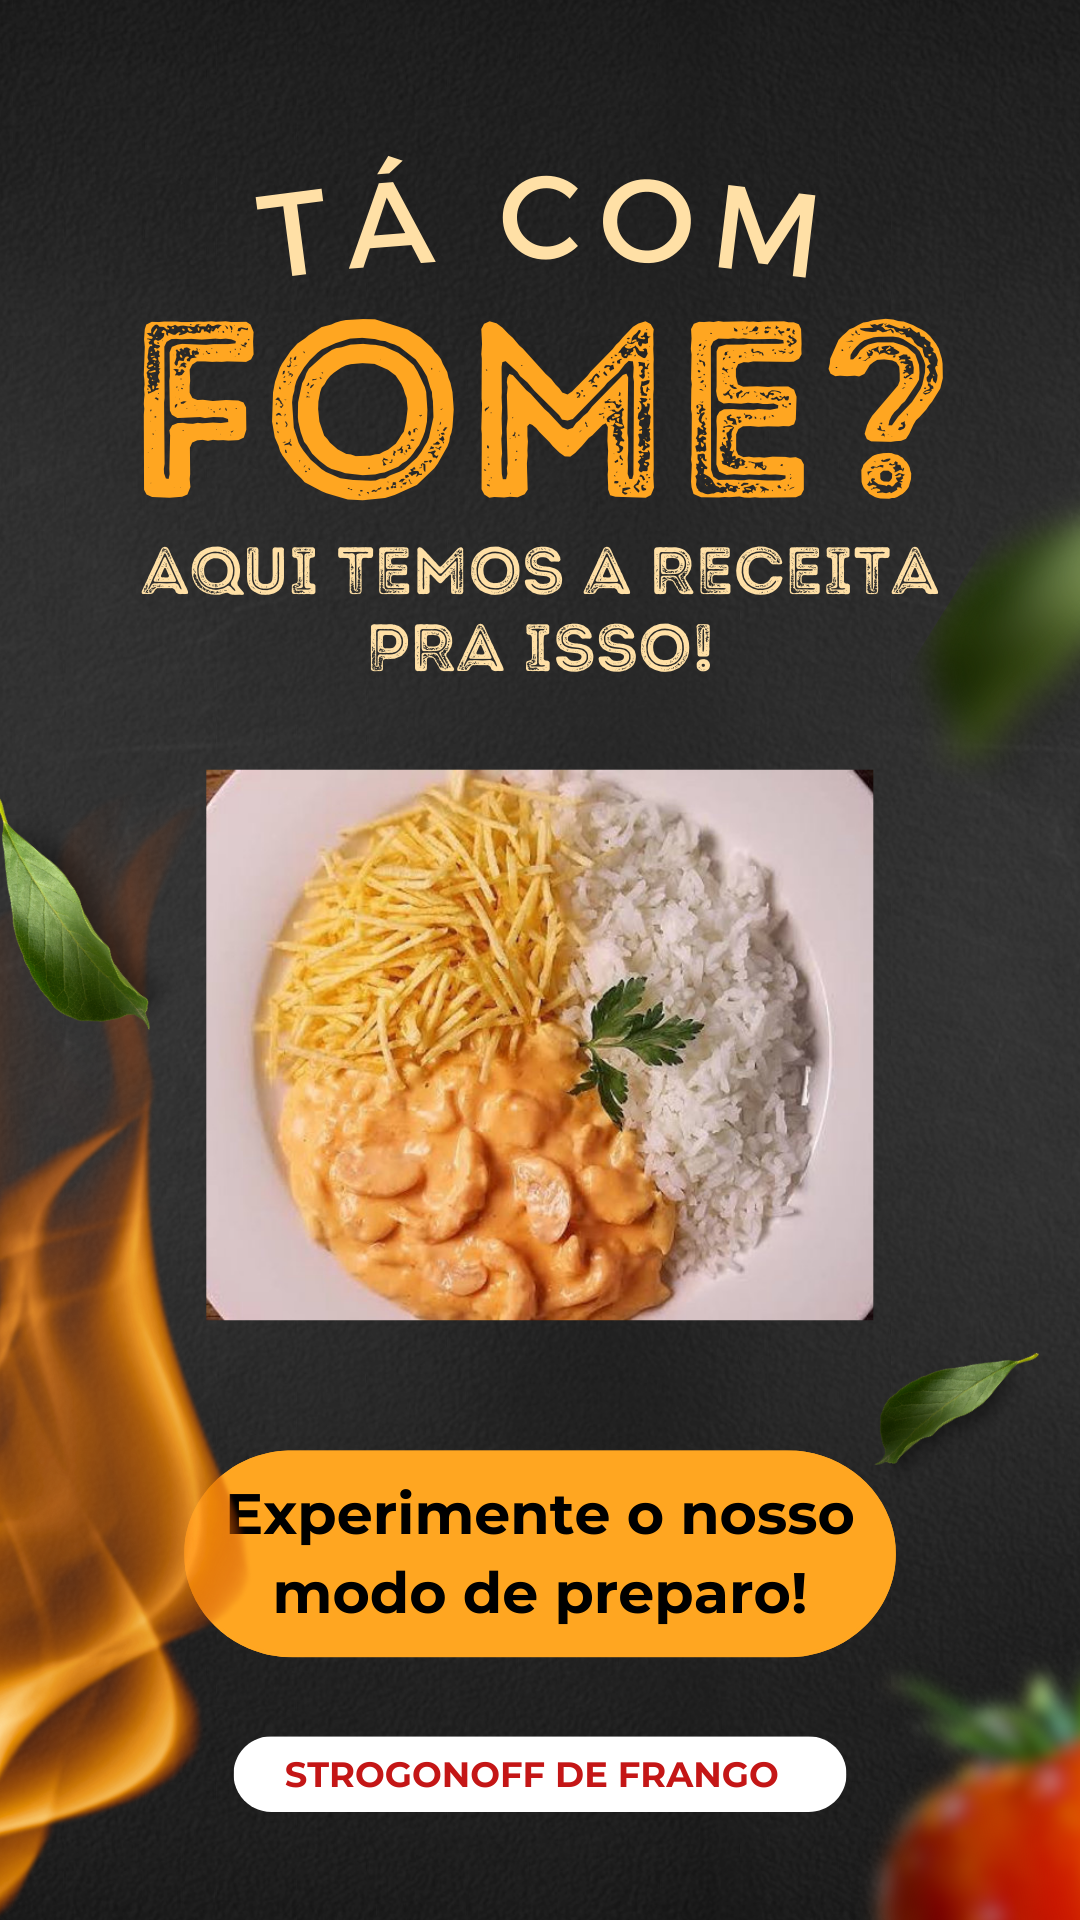 TÁ COM
FOME?
AQUI TEMOS A RECEITA
PRA ISSO!
Experimente o nosso
modo de preparo!
STROGONOFF DE FRANGO